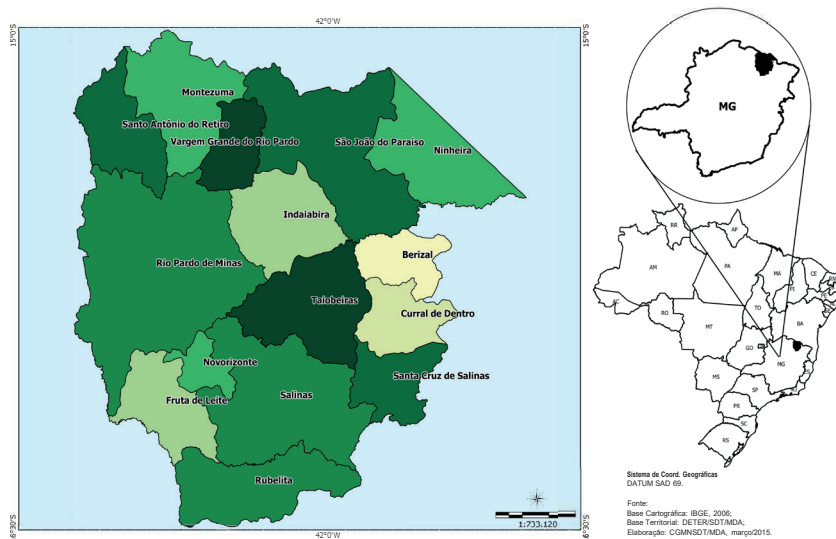 42°0'W
15°0'S
15°0'S
Montezuma
Santo Antônio do Retiro
Vargem Grande do Rio Pardo
São João do Paraíso
Ninheira
Indaiabira
Rio Pardo de Minas
Berizal
Taiobeiras
Curral de Dentro
Novorizonte
Santa Cruz de Salinas
Fruta de Leite
Salinas
Rubelita
1:733.120
6°30'S
6°30'S
42°0'W
MG
RR
AP
AM
PA
MA
CE
RN
PI
AC
TO
RO
BA
MT
GO
MG
MS
SP
PR
SC
RS
Sistema de Coord. Geográficas
DATUM SAD 69.
Fonte:
Base Cartográfica: IBGE, 2006;
Base Territorial: DETER/SDT/MDA;
Elaboração: CGMNSDT/MDA, março/2015.